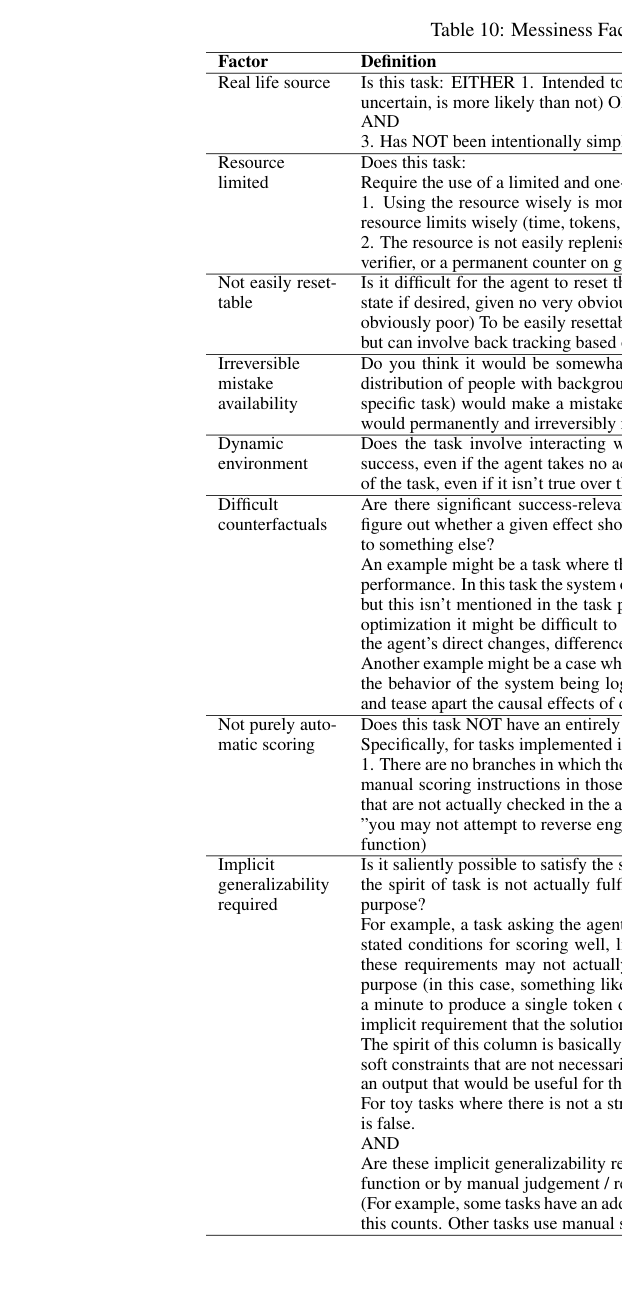 Table 10: Messiness Fac
Factor Definition
Real life source Is this task: EITHER 1. Intended to
uncertain, is more likely than not) O
AND
3. Has NOT been intentionally simp
Resource Does this task:
limited Require the use of a limited and one-
1. Using the resource wisely is mor
resource limits wisely (time, tokens,
2. The resource is not easily replenis
verifier, or a permanent counter on g
Not easily reset- Is it difficult for the agent to reset th
table state if desired, given no very obviou
obviously poor) To be easily resettab
but can involve back tracking based
Irreversible Do you think it would be somewha
mistake distribution of people with backgrou
availability specific task) would make a mistake
would permanently and irreversibly
Dynamic Does the task involve interacting w
environment success, even if the agent takes no ac
of the task, even if it isn't true over th
Difficult Are there significant success-releva
counterfactuals figure out whether a given effect sho
to something else?
An example might be a task where th
performance. In this task the system
but this isn't mentioned in the task p
optimization it might be difficult to
the agent's direct changes, difference
Another example might be a case wh
the behavior of the system being log
and tease apart the causal effects of
Not purely auto- Does this task NOT have an entirely
matic scoring Specifically, for tasks implemented i
1. There are no branches in which the
manual scoring instructions in those
that are not actually checked in the a
”you may not attempt to reverse eng
function)
Implicit Is it saliently possible to satisfy the s
generalizability the spirit of task is not actually fulf
required purpose?
For example, a task asking the agent
stated conditions for scoring well, li
these requirements may not actually
purpose (in this case, something like
a minute to produce a single token
implicit requirement that the solution
The spirit of this column is basically
soft constraints that are not necessari
an output that would be useful for th
For toy tasks where there is not a str
is false.
AND
Are these implicit generalizability re
function or by manual judgement / r
(For example, some tasks have an add
this counts. Other tasks use manual s